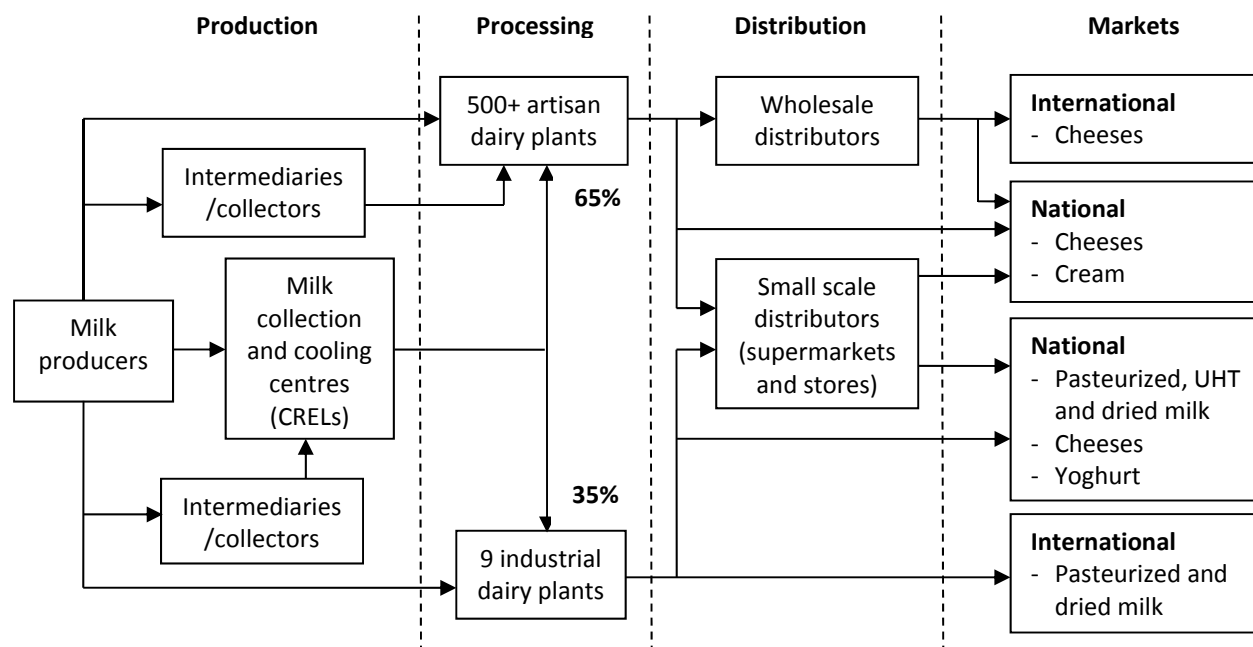 Production
Processing
Distribution
Markets
500+ artisan
dairy plants
Wholesale
distributors
International
- Cheeses
Intermediaries
/collectors
65%
National
- Cheeses
- Cream
Milk
collection
and cooling
centres
(CRELs)
Small scale
distributors
(supermarkets
and stores)
Milk
producers
National
- Pasteurized, UHT
and dried milk
- Cheeses
- Yoghurt
Intermediaries
/collectors
35%
9 industrial
dairy plants
International
- Pasteurized and
dried milk